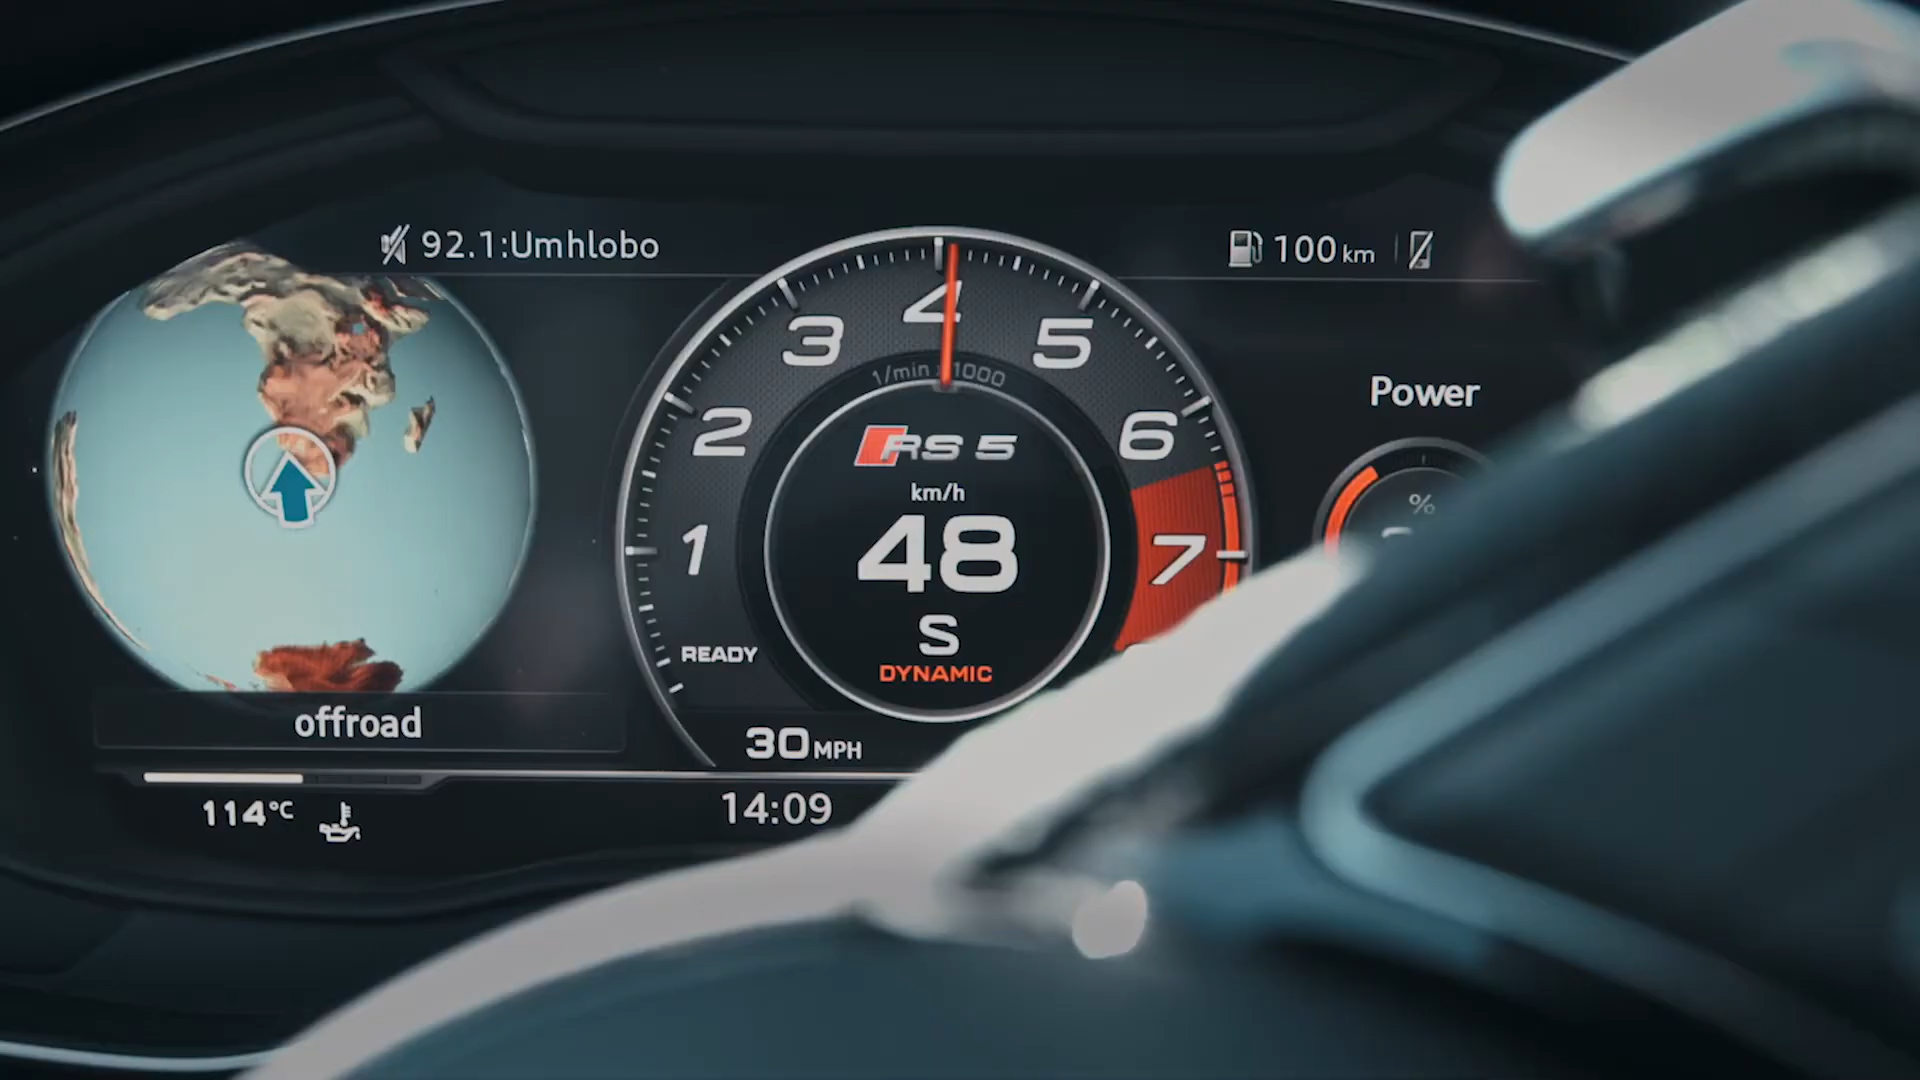 92.1:Umhlobo
100 km
1
2
3
4
5
6
7
1/min x 1000
RS 5
km/h
48
S
DYNAMIC
READY
30 MPH
14:09
Power
%
offroad
114°C